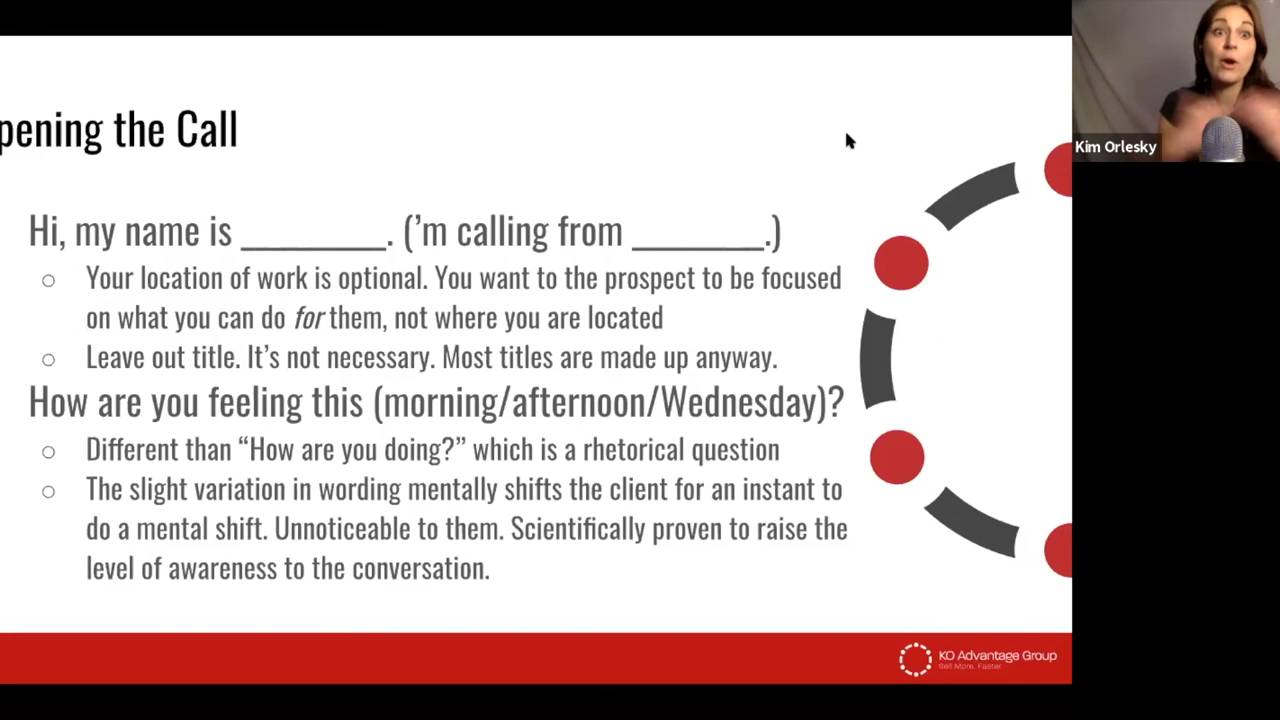 pening the Call
Kim Orlesky
Hi, my name is __________. (’m calling from _________.)
○ Your location of work is optional. You want to the prospect to be focused
on what you can do for them, not where you are located
○ Leave out title. It’s not necessary. Most titles are made up anyway.
How are you feeling this (morning/afternoon/Wednesday)?
○ Different than “How are you doing?” which is a rhetorical question
○ The slight variation in wording mentally shifts the client for an instant to
do a mental shift. Unnoticeable to them. Scientifically proven to raise the
level of awareness to the conversation.
KO Advantage Group
Sell More. Faster